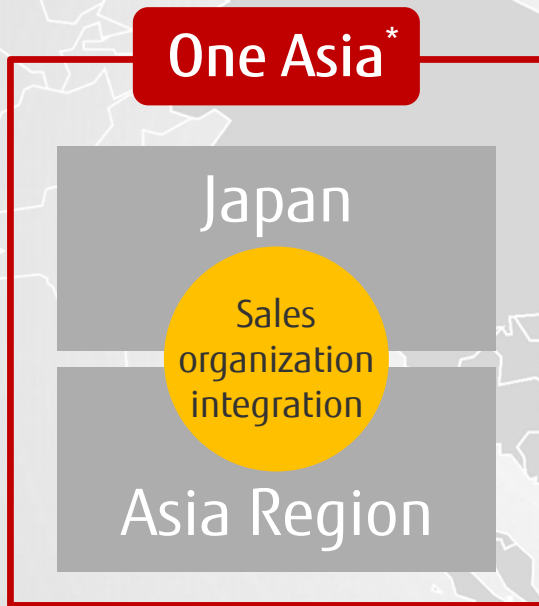 One Asia*
Japan
Sales
organization
integration
Asia Region